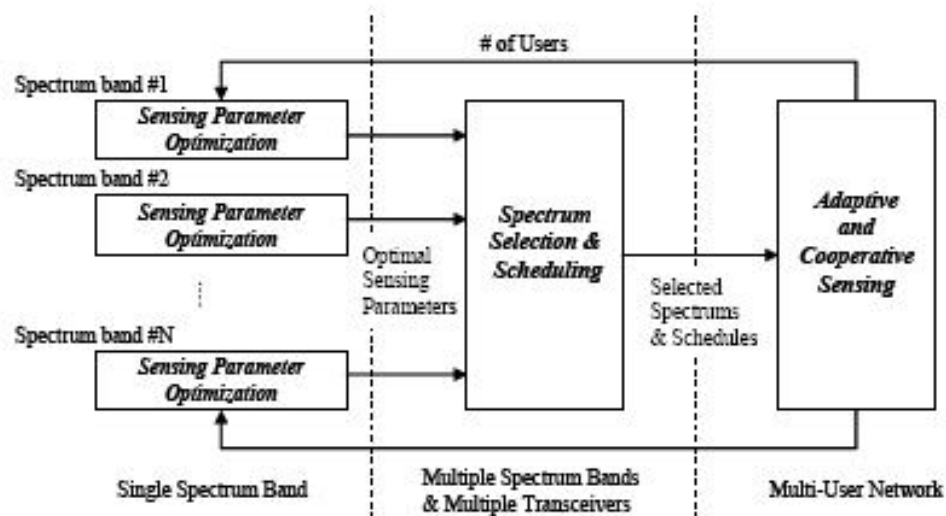 # of Users
Spectrum band #1
Sensing Parameter
Optimization
Spectrum band #2
Sensing Parameter
Optimization
Spectrum band #N
Sensing Parameter
Optimization
Optimal
Sensing
Parameters
Spectrum
Selection &
Scheduling
Selected
Spectrums
& Schedules
Adaptive
and
Cooperative
Sensing
Single Spectrum Band
Multiple Spectrum Bands
& Multiple Transceivers
Multi-User Network